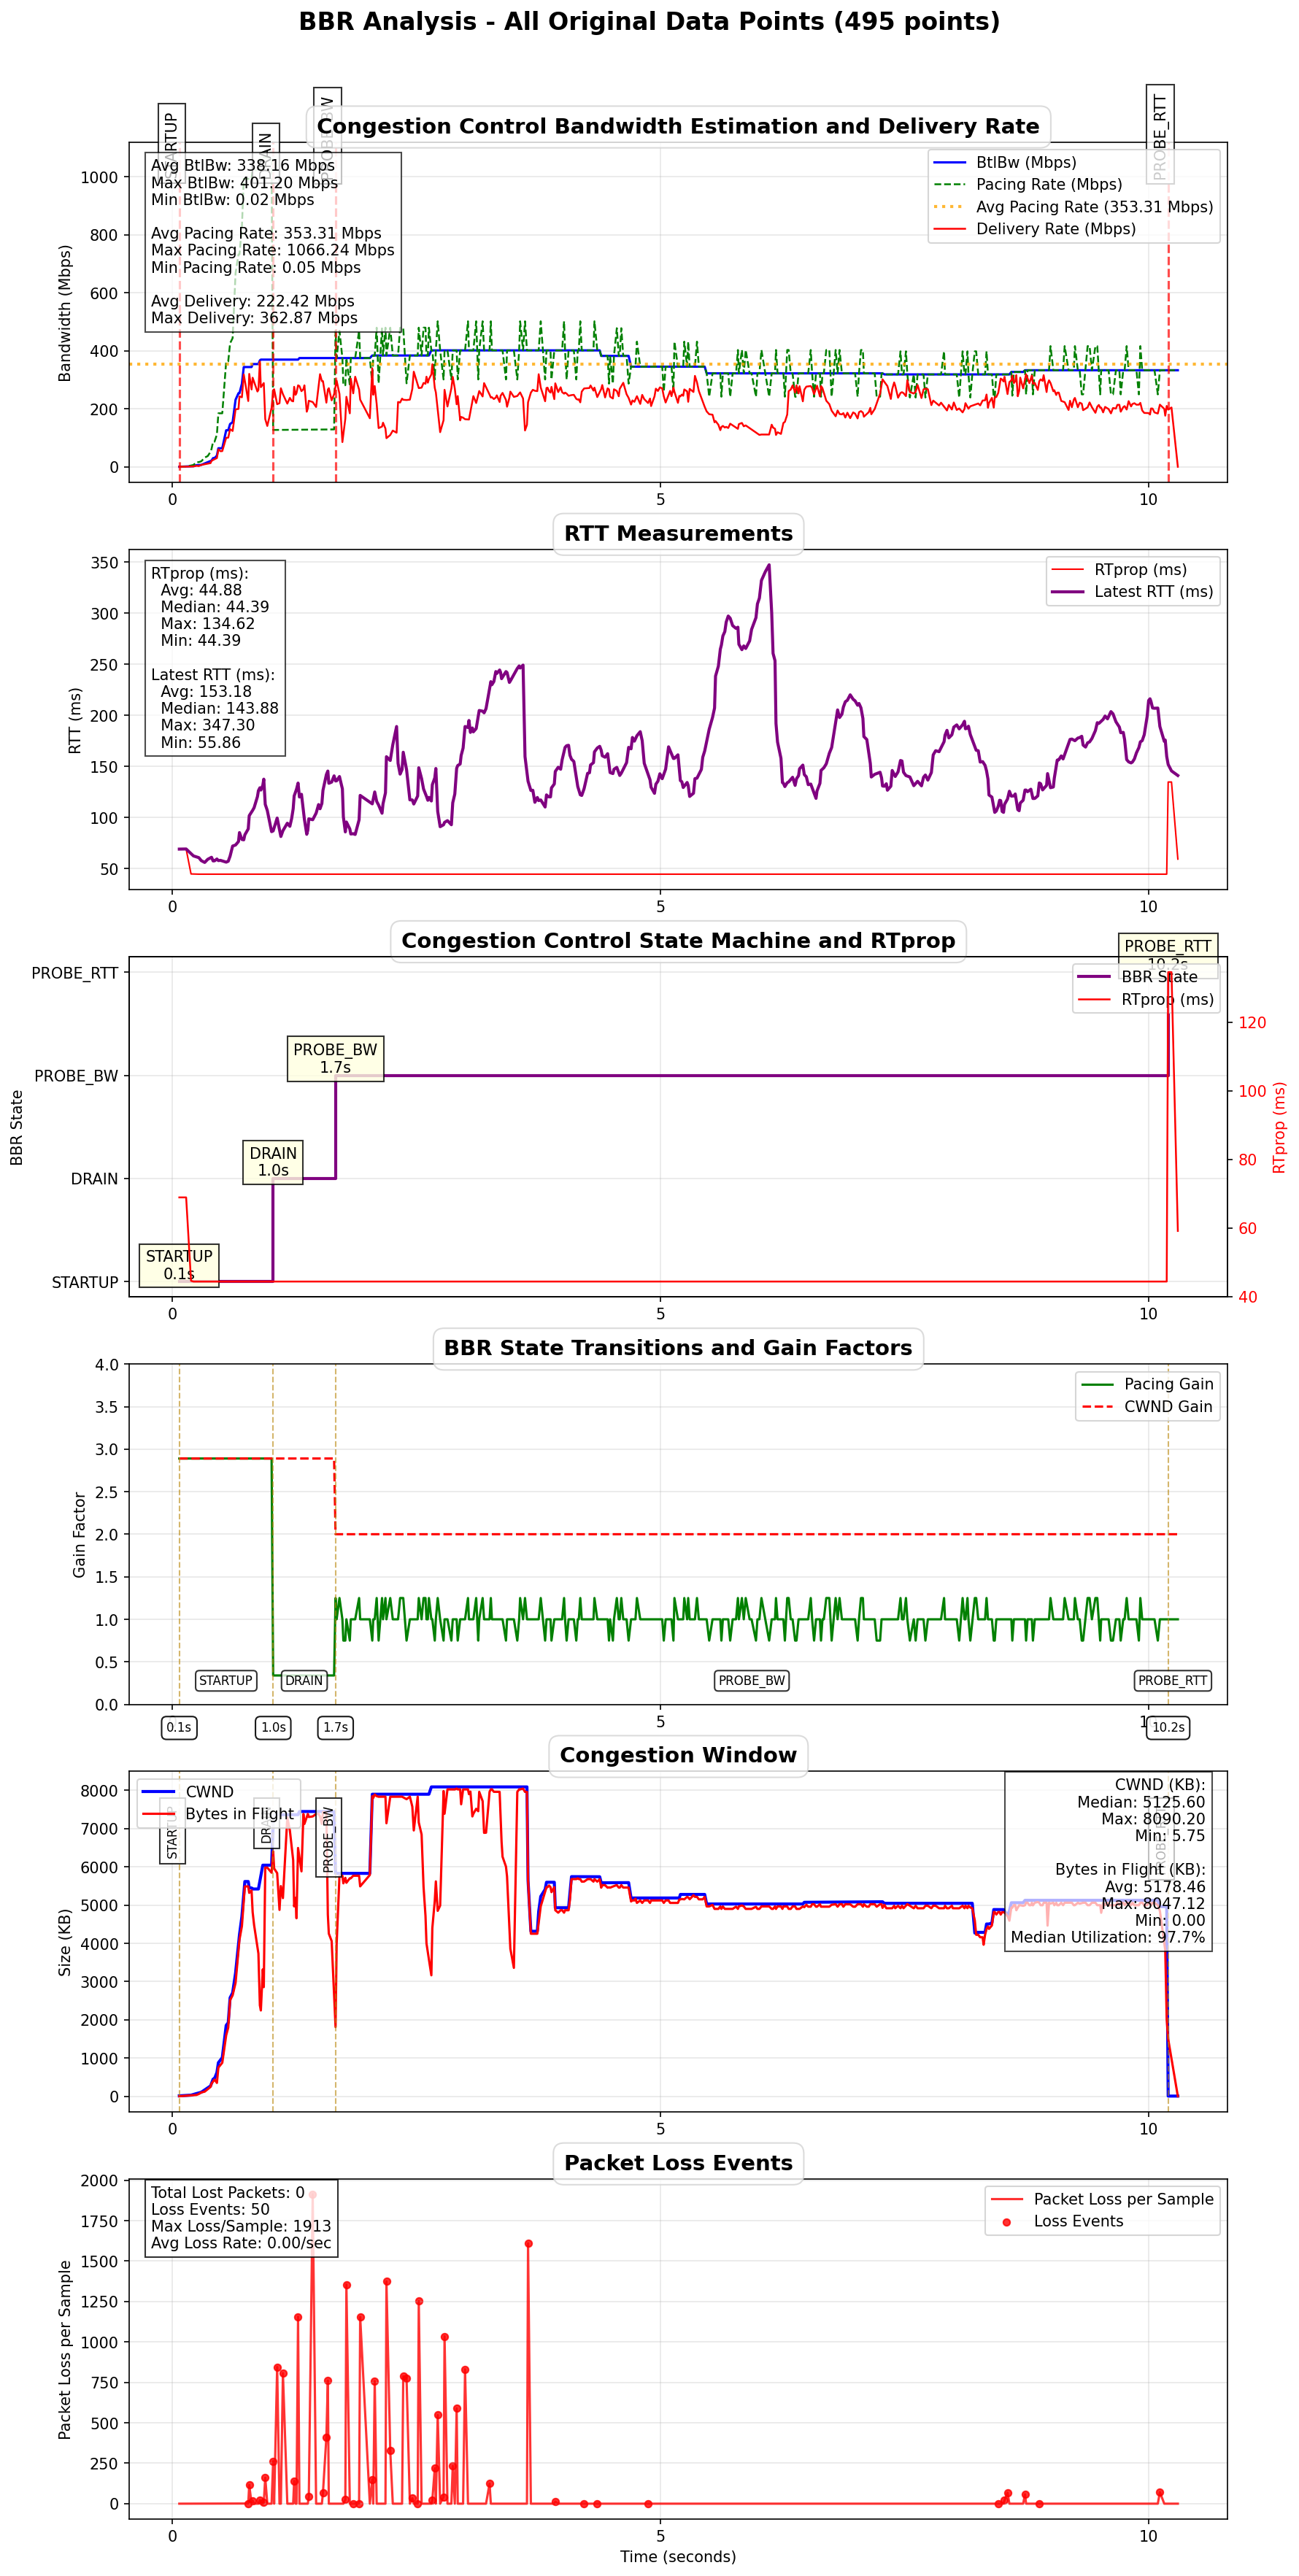 BBR Analysis - All Original Data Points (495 points)
STARTUP
DRAIN
PROBE_BW
PROBE_RTT
Congestion Control Bandwidth Estimation and Delivery Rate
Avg BtlBw: 338.16 Mbps
Max BtlBw: 401.20 Mbps
Min BtlBw: 0.02 Mbps
Avg Pacing Rate: 353.31 Mbps
Max Pacing Rate: 1066.24 Mbps
Min Pacing Rate: 0.05 Mbps
Avg Delivery: 222.42 Mbps
Max Delivery: 362.87 Mbps
BtlBw (Mbps)
Pacing Rate (Mbps)
Avg Pacing Rate (353.31 Mbps)
Delivery Rate (Mbps)
Bandwidth (Mbps)
1000
800
600
400
200
0
0
5
10
RTT Measurements
RTprop (ms):
Avg: 44.88
Median: 44.39
Max: 134.62
Min: 44.39
Latest RTT (ms):
Avg: 153.18
Median: 143.88
Max: 347.30
Min: 55.86
RTprop (ms)
Latest RTT (ms)
RTT (ms)
350
300
250
200
150
100
50
0
5
10
Congestion Control State Machine and RTprop
PROBE_RTT
10.2s
BBR State
RTprop (ms)
PROBE_BW
1.7s
DRAIN
1.0s
STARTUP
0.1s
BBR State
PROBE_RTT
PROBE_BW
DRAIN
STARTUP
120
100
80
60
40
RTprop (ms)
0
5
10
BBR State Transitions and Gain Factors
Pacing Gain
CWND Gain
Gain Factor
4.0
3.5
3.0
2.5
2.0
1.5
1.0
0.5
0.0
STARTUP
DRAIN
PROBE_BW
PROBE_RTT
0.1s
1.0s
1.7s
5
10.2s
Congestion Window
CWND
Bytes in Flight
STARTUP
DRAIN
PROBE_BW
PROBE_RTT
CWND (KB):
Median: 5125.60
Max: 8090.20
Min: 5.75
Bytes in Flight (KB):
Avg: 5178.46
Max: 8047.12
Min: 0.00
Median Utilization: 97.7%
Size (KB)
8000
7000
6000
5000
4000
3000
2000
1000
0
0
5
10
Packet Loss Events
Total Lost Packets: 0
Loss Events: 50
Max Loss/Sample: 1913
Avg Loss Rate: 0.00/sec
Packet Loss per Sample
Loss Events
Packet Loss per Sample
2000
1750
1500
1250
1000
750
500
250
0
0
5
10
Time (seconds)